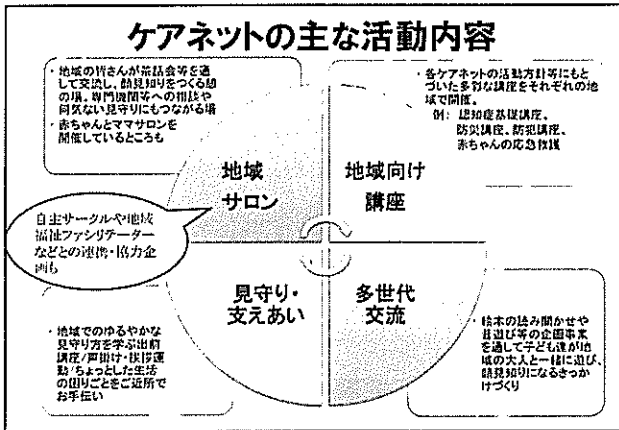 ケアネットの主な活動内容
・地域の皆さんが茶話会等を通
して交流し、顔見知りをつくる憩
の場。専門機関等への相談や
何気ない見守りにもつながる場
・赤ちゃんとママサロンを
開催しているところも
・各ケアネットの活動方針等にもと
づいた多彩な講座をそれぞれの地
域で開催。
例: 認知症基礎講座、
防災講座、防犯講座、
赤ちゃんの応急救護
地域
サロン
地域向け
講座
自主サークルや地域
福祉ファシリテーター
などとの連携・協力企
画も
見守り・
支えあい
多世代
交流
・地域でのゆるやかな
見守り方を学ぶ出前
講座/声掛け・挨拶運
動/ちょっとした生活
の困りごとをご近所で
お手伝い
・絵本の読み聞かせや
昔遊び等の企画事業
を通して子ども達が地
域の大人と一緒に遊び、
顔見知りになるきっか
けづくり